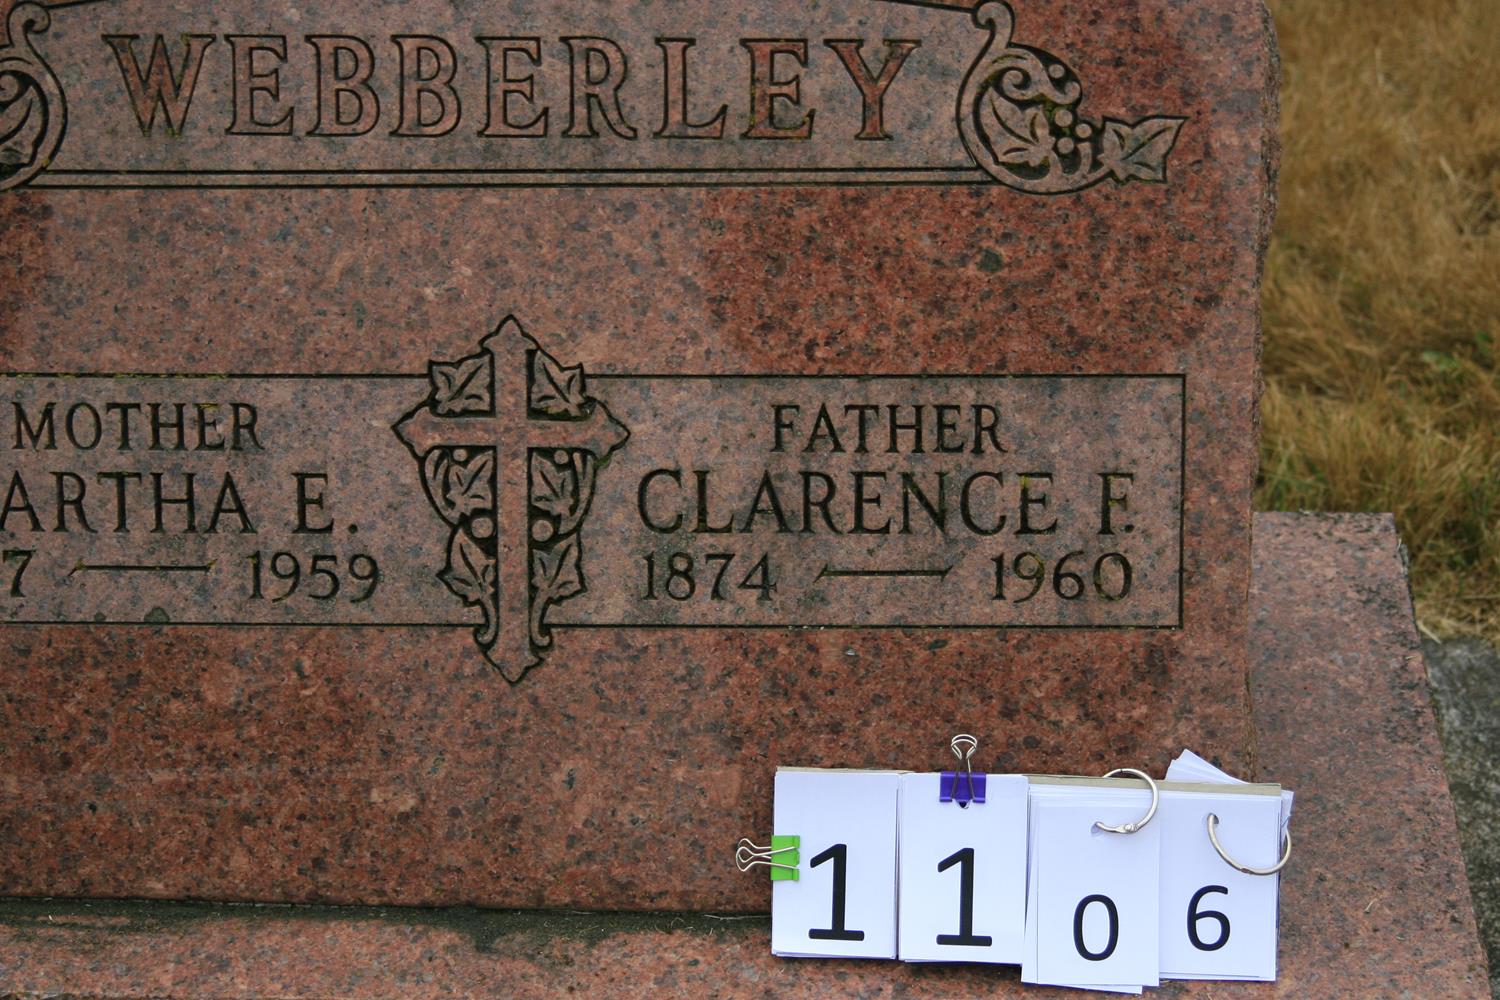 WEBBERLEY
MOTHER
ARTHA E.
7 — 1959
FATHER
CLARENCE F.
1874 — 1960
1 1 0 6